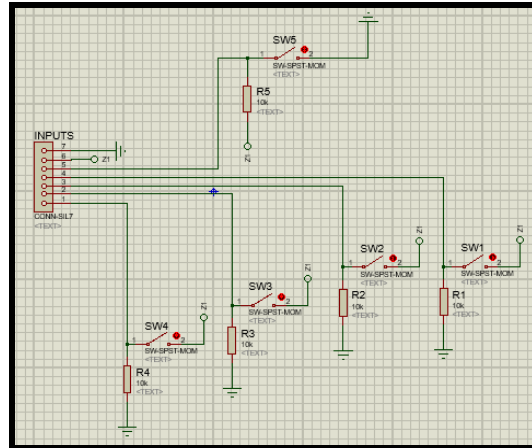 SW5
1 2
SW-SPST-MOM
<TEXT>
R5
10k
<TEXT>
Z1
INPUTS
7
6 Z1
5
4
3
2
1
CONN-SIL7
<TEXT>
Z1
SW1
1 2
SW-SPST-MOM
<TEXT>
R1
10k
<TEXT>
Z1
SW2
1 2
SW-SPST-MOM
<TEXT>
R2
10k
<TEXT>
Z1
SW3
1 2
SW-SPST-MOM
<TEXT>
R3
10k
<TEXT>
Z1
SW4
1 2
SW-SPST-MOM
<TEXT>
R4
10k
<TEXT>